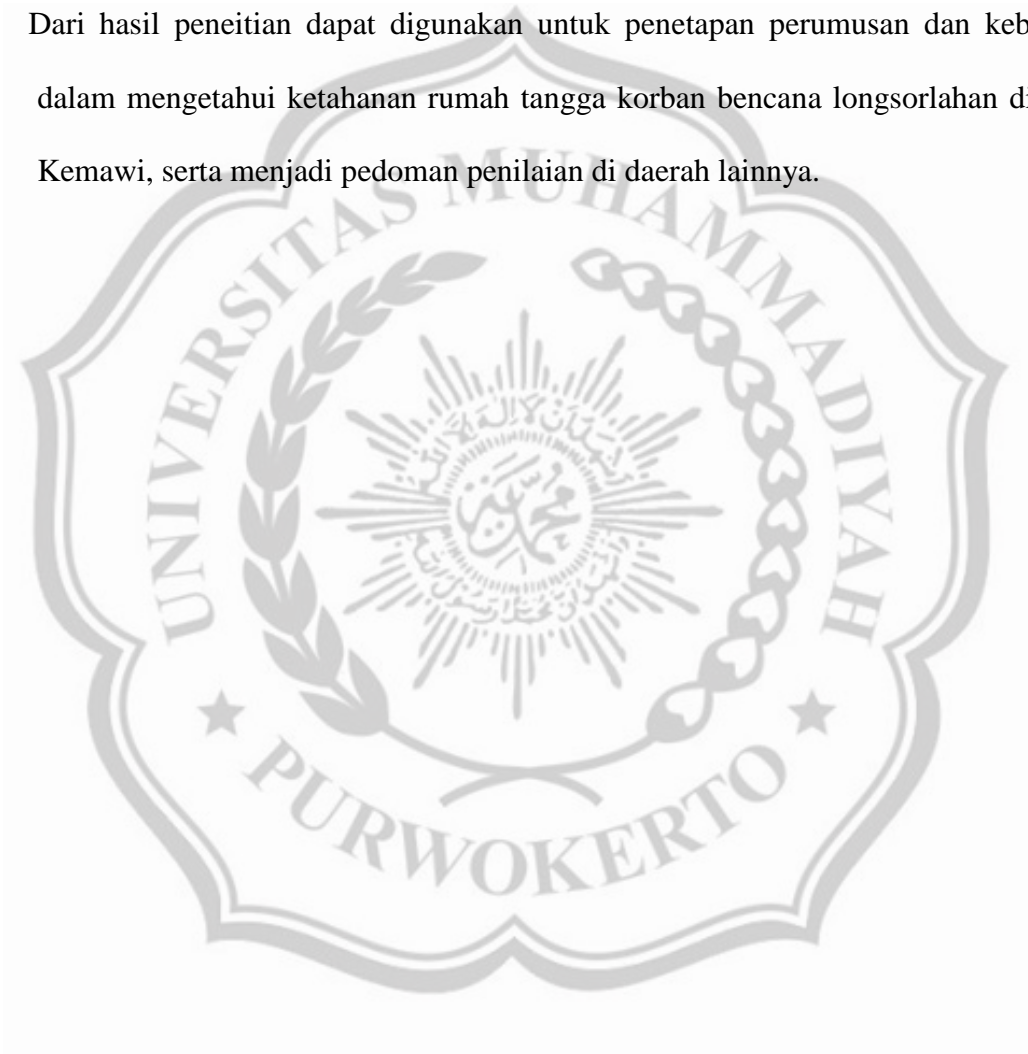 Dari hasil peneitian dapat digunakan untuk penetapan perumusan dan keb
dalam mengetahui ketahanan rumah tangga korban bencana longsorlahan di
Kemawi, serta menjadi pedoman penilaian di daerah lainnya.
UNIVERSITAS MUHAMMADIYAH
PURWOKERTO